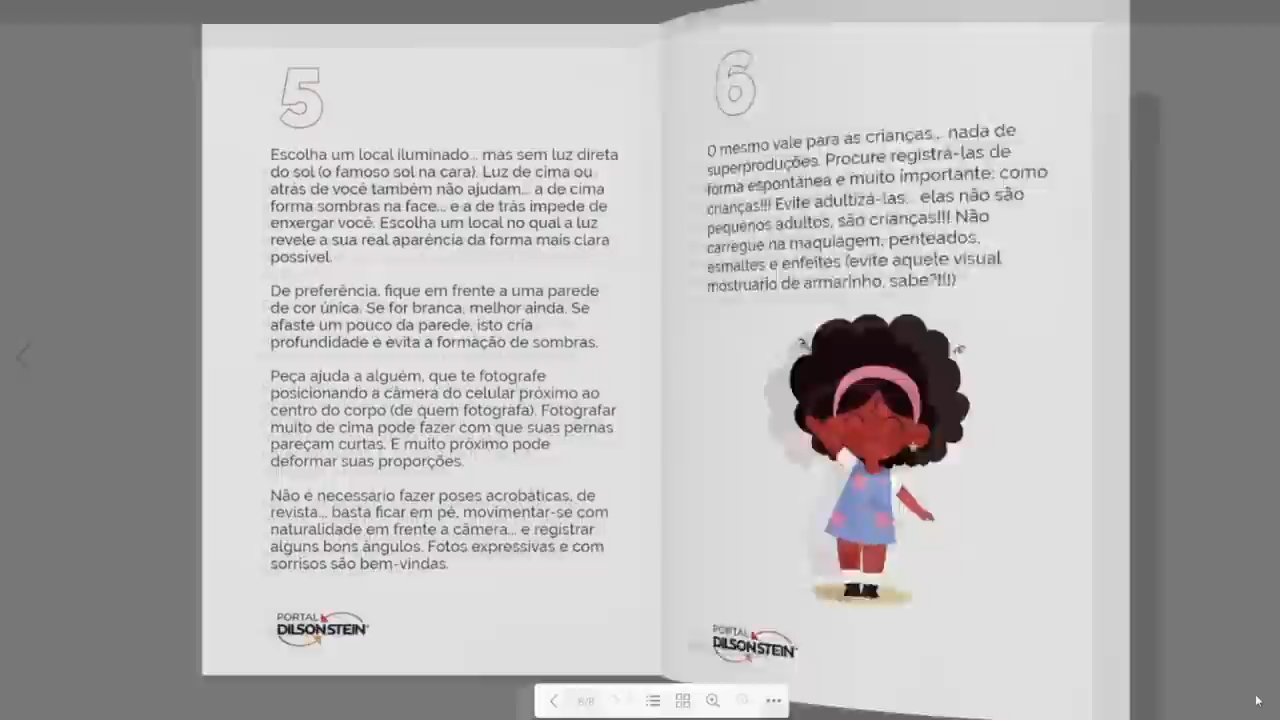 5
Escolha um local iluminado... mas sem luz direta
do sol (o famoso sol na cara). Luz de cima ou
atrás de você também não ajudam... a de cima
forma sombras na face... e a de trás impede de
enxergar você. Escolha um local no qual a luz
revele a sua real aparência da forma mais clara
possível.
De preferência, fique em frente a uma parede
de cor única. Se for branca, melhor ainda. Se
afaste um pouco da parede, isto cria
profundidade e evita a formação de sombras.
Peça ajuda a alguém, que te fotografe
posicionando a câmera do celular próximo ao
centro do corpo (de quem fotografa). Fotografar
muito de cima pode fazer com que suas pernas
pareçam curtas. E muito próximo pode
deformar suas proporções.
Não é necessário fazer poses acrobáticas, de
revista... basta ficar em pé, movimentar-se com
naturalidade em frente a câmera... e registrar
alguns bons ângulos. Fotos expressivas e com
sorrisos são bem-vindas.
PORTAL
DILSON STEIN
6
O mesmo vale para as crianças... nada de
superproduções. Procure registrá-las de
forma espontânea e muito importante: como
crianças!!! Evite adultizá-las... elas não são
pequenos adultos, são crianças!!! Não
carregue na maquiagem, penteados,
esmaltes e enfeites (evite aquele visual
mostruário de armarinho, sabe?!!!)
PORTAL
DILSON STEIN
8/8